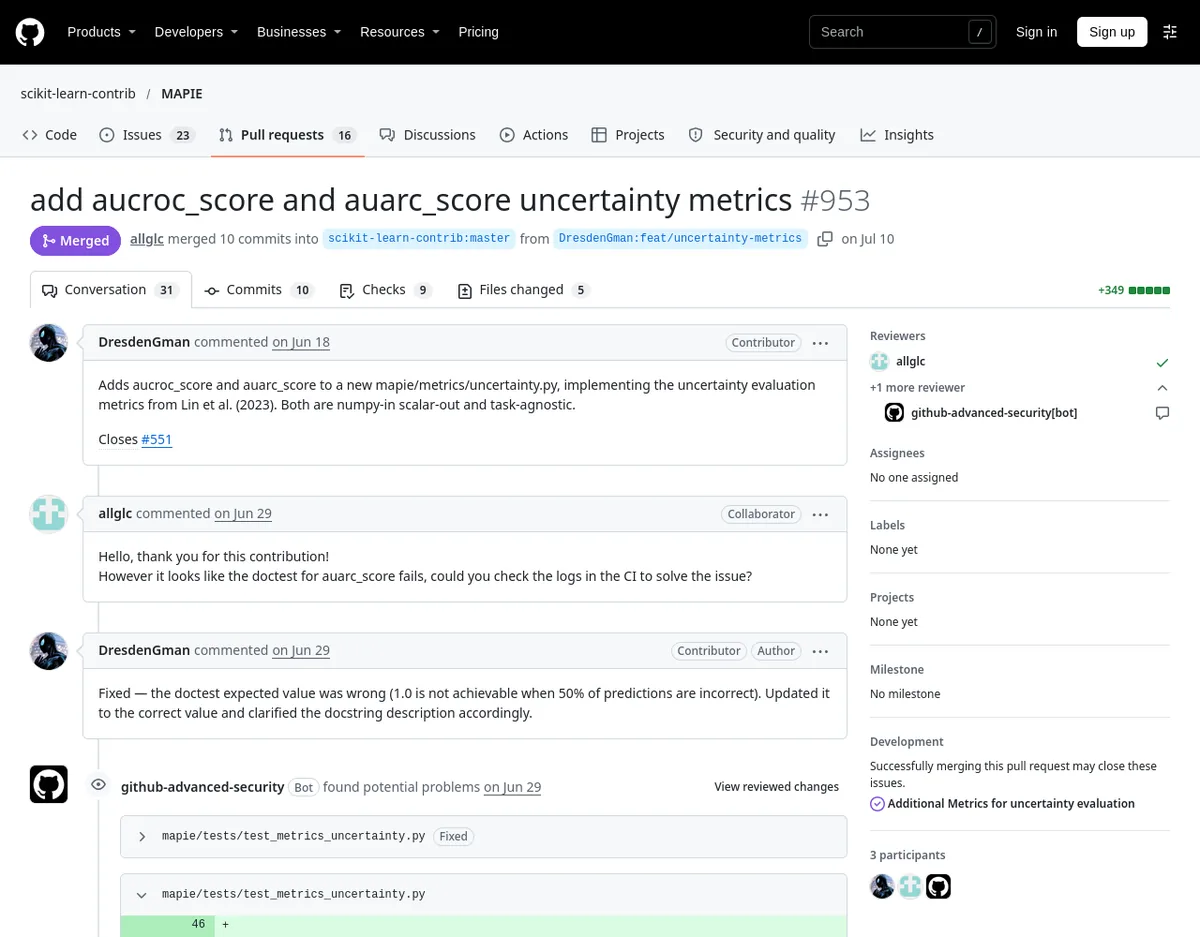 Products Developers Businesses Resources Pricing Search / Sign in Sign up
scikit-learn-contrib / MAPIE
Code Issues 23 Pull requests 16 Discussions Actions Projects Security and quality Insights
add aucroc_score and auarc_score uncertainty metrics #953
Merged allglc merged 10 commits into scikit-learn-contrib:master from DresdenGman:feat/uncertainty-metrics on Jul 10
Conversation 31 Commits 10 Checks 9 Files changed 5 +349
DresdenGman commented on Jun 18 Contributor
Adds aucroc_score and auarc_score to a new mapie/metrics/uncertainty.py, implementing the uncertainty evaluation
metrics from Lin et al. (2023). Both are numpy-in scalar-out and task-agnostic.
Closes #551
allglc commented on Jun 29 Collaborator
Hello, thank you for this contribution!
However it looks like the doctest for auarc_score fails, could you check the logs in the CI to solve the issue?
DresdenGman commented on Jun 29 Contributor Author
Fixed — the doctest expected value was wrong (1.0 is not achievable when 50% of predictions are incorrect). Updated it
to the correct value and clarified the docstring description accordingly.
github-advanced-security Bot found potential problems on Jun 29 View reviewed changes
mapie/tests/test_metrics_uncertainty.py Fixed
mapie/tests/test_metrics_uncertainty.py
46 +
Reviewers
allglc
+1 more reviewer
github-advanced-security[bot]
Assignees
No one assigned
Labels
None yet
Projects
None yet
Milestone
No milestone
Development
Successfully merging this pull request may close these
issues.
Additional Metrics for uncertainty evaluation
3 participants